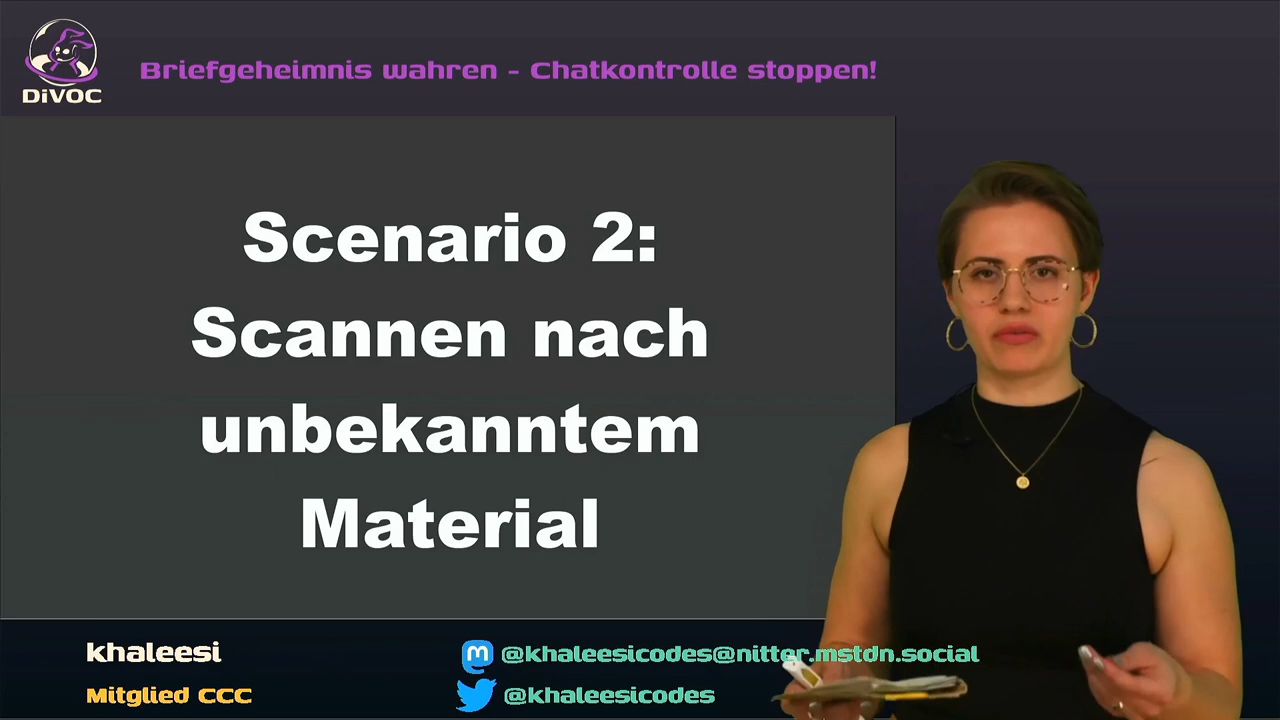 DiVOC
Briefgeheimnis wahren - Chatkontrolle stoppen!
Scenario 2:
Scannen nach
unbekanntem
Material
khaleesi
Mitglied CCC
@khaleesicodes@nitter.mstdn.social
@khaleesicodes